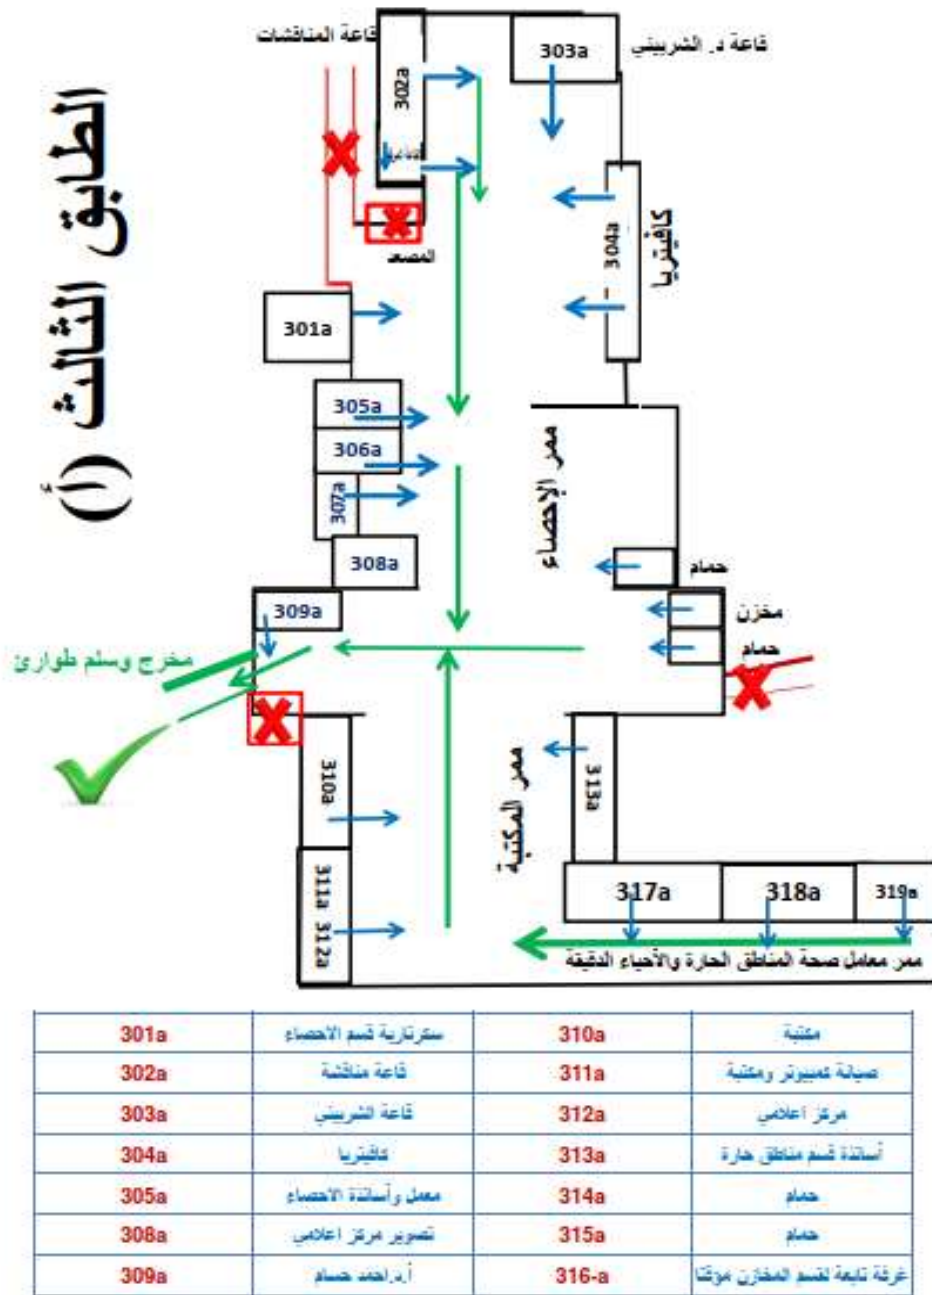 الطابق الثالث (أ)
قاعة المناقشات
302a
303a
قاعة د. الشربيني
المصعد
304a
كافيتريا
301a
305a
306a
307a
308a
309a
ممر الإحصاء
حمام
مخزن
حمام
مخرج وسلم طوارئ
310a
311a 312a
ممر المكتبة
313a
317a
318a
319a
ممر معامل صحة المناطق الحارة والأحياء الدقيقة
301a سكرتارية قسم الاحصاء 310a مكتبة
302a قاعة مناقشة 311a صيانة كمبيوتر ومكتبة
303a قاعة الشربيني 312a مركز اعلامي
304a كافيتريا 313a أساتذة قسم مناطق حارة
305a معمل وأساتذة الاحصاء 314a حمام
308a تصوير مركز اعلامي 315a حمام
309a أ.د.احمد حسام 316-a غرفة تابعة لقسم المخازن موقتا